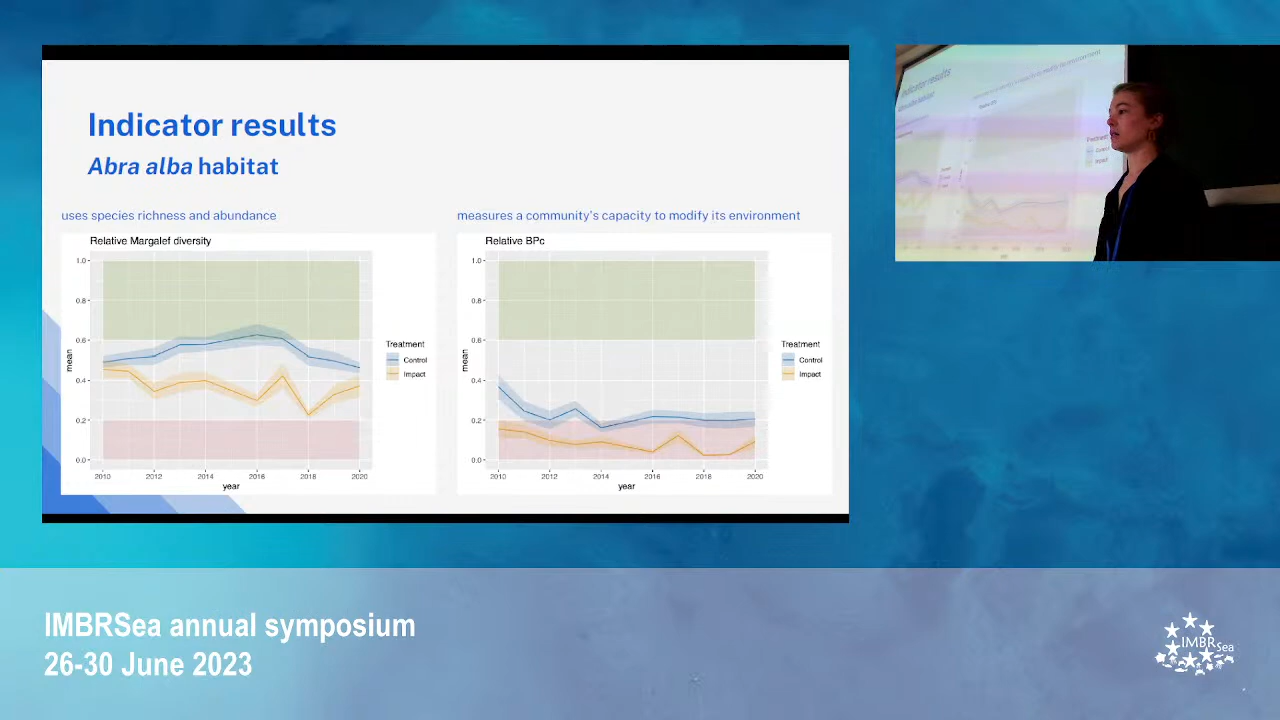 Indicator results
Abra alba habitat
uses species richness and abundance
measures a community's capacity to modify its environment
Relative Margalef diversity
1.0
0.8
0.6
0.4
0.2
0.0
mean
2010
2012
2014
2016
2018
2020
year
Treatment
Control
Impact
Relative BPc
1.0
0.8
0.6
0.4
0.2
0.0
mean
2010
2012
2014
2016
2018
2020
year
Treatment
Control
Impact
Indicator results
IMBRSea annual symposium
26-30 June 2023
IMBRSea